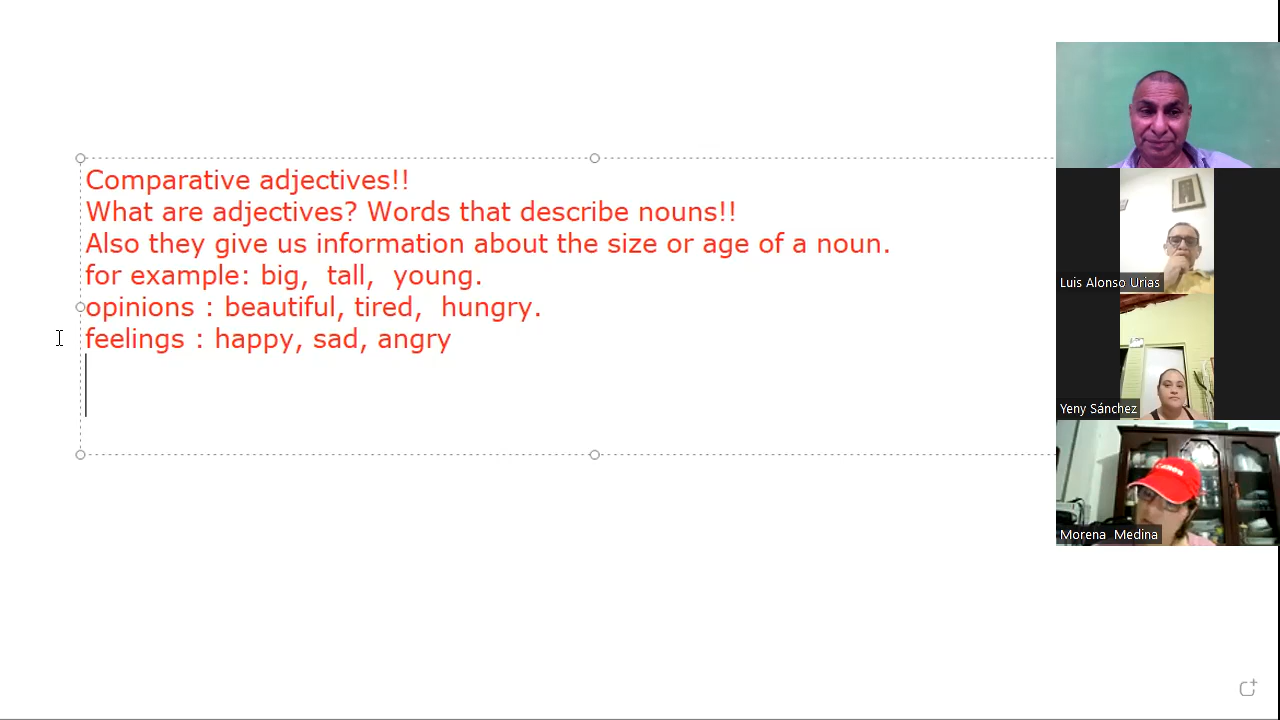 Comparative adjectives!!
What are adjectives? Words that describe nouns!!
Also they give us information about the size or age of a noun.
for example: big, tall, young.
opinions : beautiful, tired, hungry.
feelings : happy, sad, angry
Luis Alonso Urias
Yeny Sánchez
Morena Medina